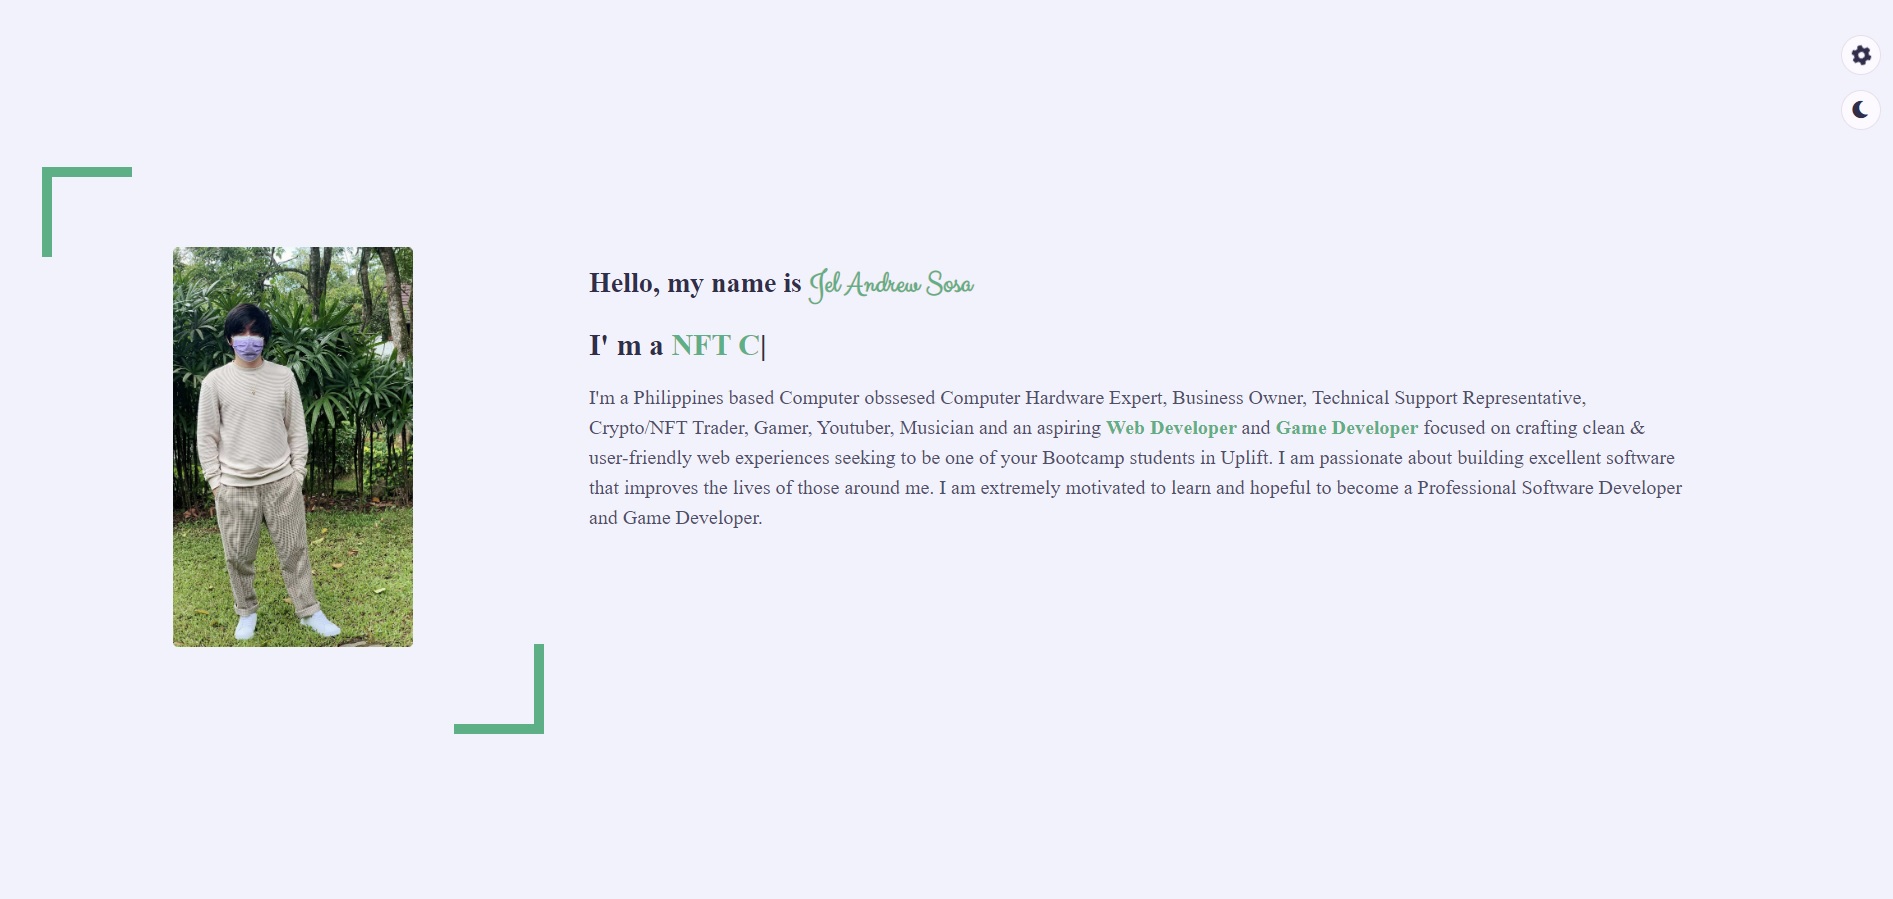 Hello, my name is Jel Andrew Sosa
I' m a NFT C|
I'm a Philippines based Computer obssesed Computer Hardware Expert, Business Owner, Technical Support Representative,
Crypto/NFT Trader, Gamer, Youtuber, Musician and an aspiring Web Developer and Game Developer focused on crafting clean &
user-friendly web experiences seeking to be one of your Bootcamp students in Uplift. I am passionate about building excellent software
that improves the lives of those around me. I am extremely motivated to learn and hopeful to become a Professional Software Developer
and Game Developer.